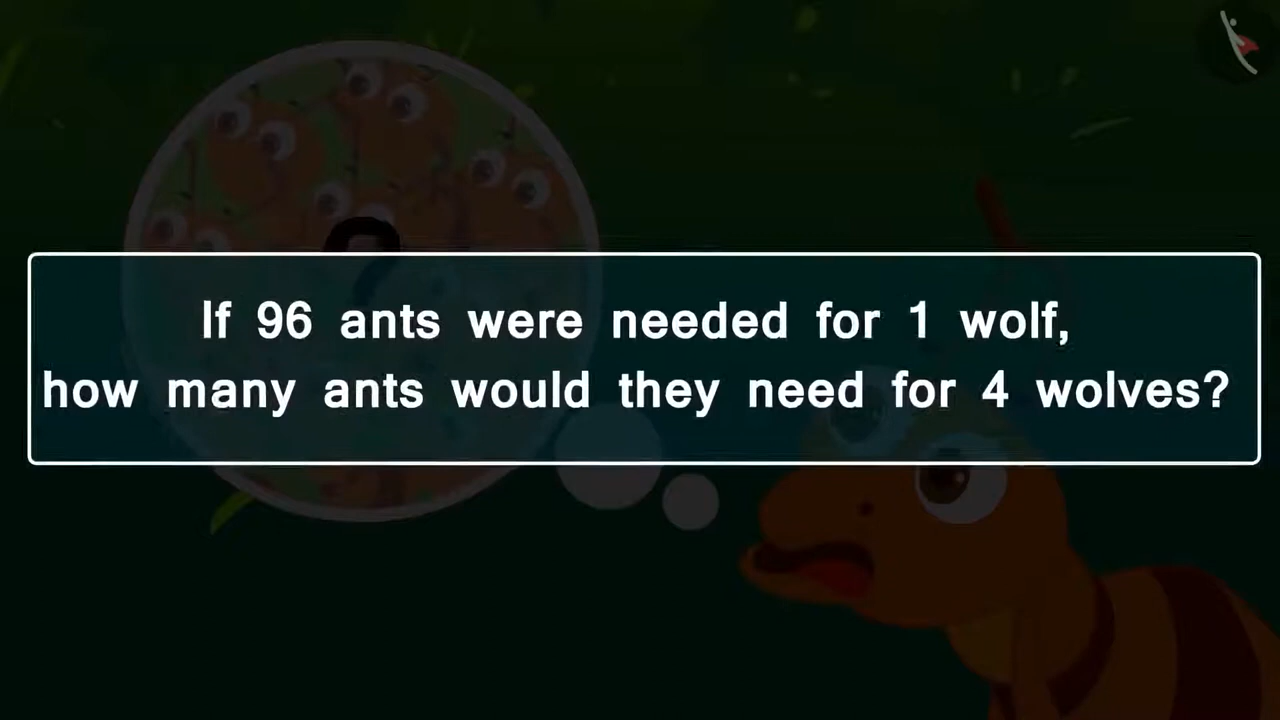 If 96 ants were needed for 1 wolf,
how many ants would they need for 4 wolves?